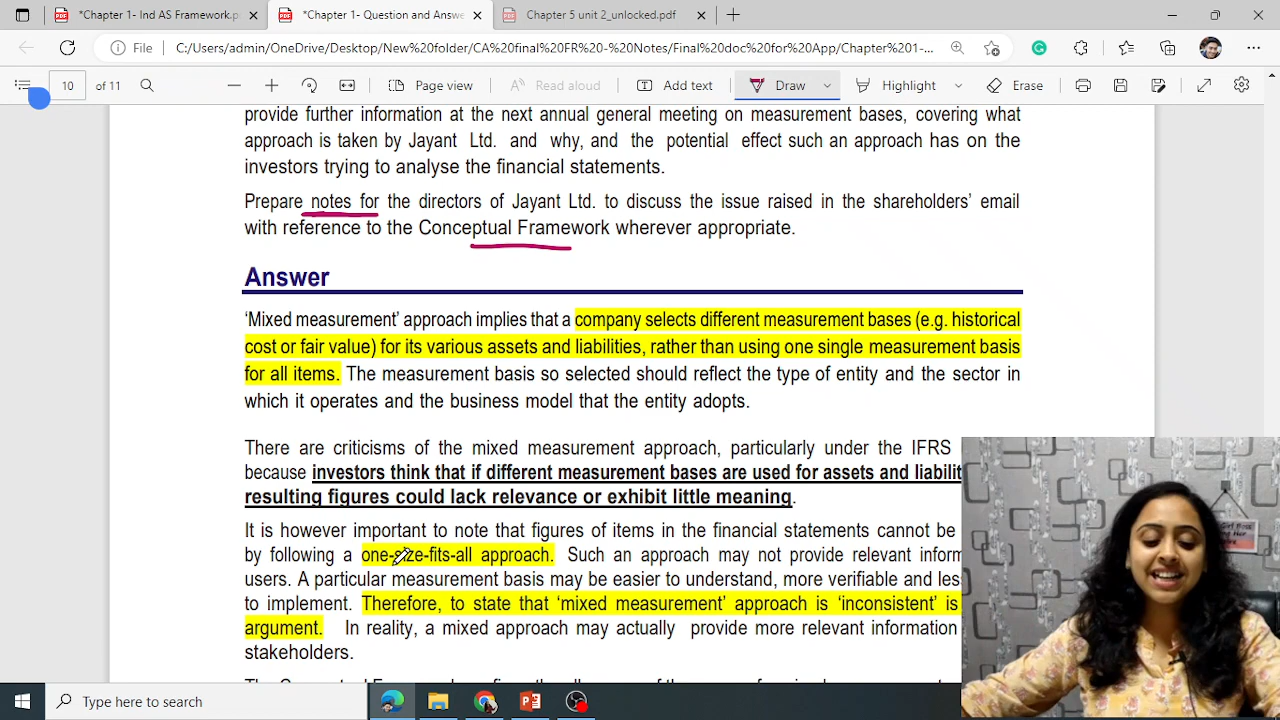 *Chapter 1- Ind AS Framework.p
*Chapter 1- Question and Answe
Chapter 5 unit 2_unlocked.pdf
File
C:/Users/admin/OneDrive/Desktop/New%20folder/CA%20final%20FR%20-%20Notes/Final%20doc%20for%20App/Chapter%201-...
10 of 11
Page view
Read aloud
Add text
Draw
Highlight
Erase
provide further information at the next annual general meeting on measurement bases, covering what
approach is taken by Jayant Ltd. and why, and the potential effect such an approach has on the
investors trying to analyse the financial statements.
Prepare notes for the directors of Jayant Ltd. to discuss the issue raised in the shareholders' email
with reference to the Conceptual Framework wherever appropriate.
Answer
'Mixed measurement' approach implies that a company selects different measurement bases (e.g. historical
cost or fair value) for its various assets and liabilities, rather than using one single measurement basis
for all items. The measurement basis so selected should reflect the type of entity and the sector in
which it operates and the business model that the entity adopts.
There are criticisms of the mixed measurement approach, particularly under the IFRS
because investors think that if different measurement bases are used for assets and liabilit
resulting figures could lack relevance or exhibit little meaning.
It is however important to note that figures of items in the financial statements cannot be
by following a one-size-fits-all approach. Such an approach may not provide relevant inform
users. A particular measurement basis may be easier to understand, more verifiable and les
to implement. Therefore, to state that 'mixed measurement' approach is 'inconsistent' is
argument. In reality, a mixed approach may actually provide more relevant information
stakeholders.
Type here to search